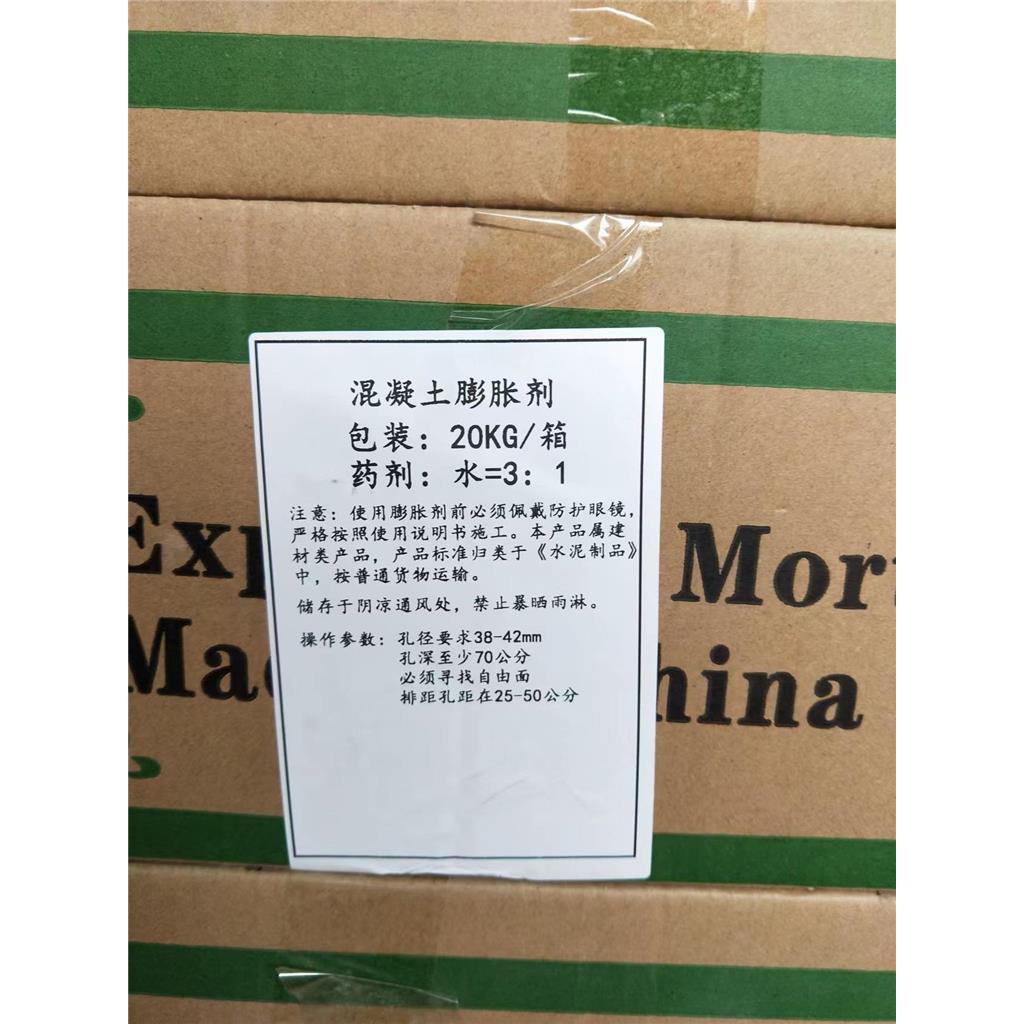 混凝土膨胀剂
包装：20KG/箱
药剂：水=3：1
注意：使用膨胀剂前必须佩戴防护眼镜，
严格按照使用说明书施工。本产品属建
材类产品，产品标准归类于《水泥制品》
中，按普通货物运输。
储存于阴凉通风处，禁止暴晒雨淋。
操作参数：孔径要求38-42mm
孔深至少70公分
必须寻找自由面
排距孔距在25-50公分
Exp Mort
Ma hina